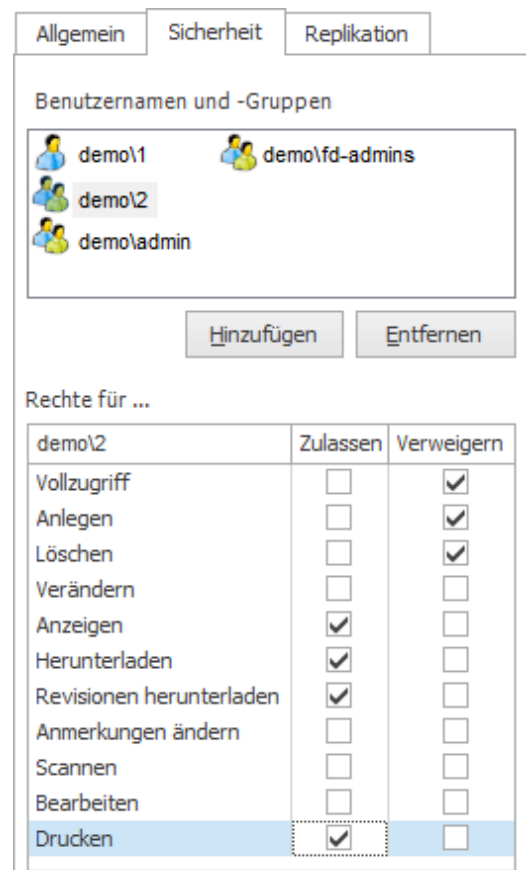 Allgemein Sicherheit Replikation
Benutzernamen und -Gruppen
demo\1 demo\fd-admins
demo\2
demo\admin
Hinzufügen Entfernen
Rechte für ...
demo\2 Zulassen Verweigern
Vollzugriff
Anlegen
Löschen
Verändern
Anzeigen
Herunterladen
Revisionen herunterladen
Anmerkungen ändern
Scannen
Bearbeiten
Drucken